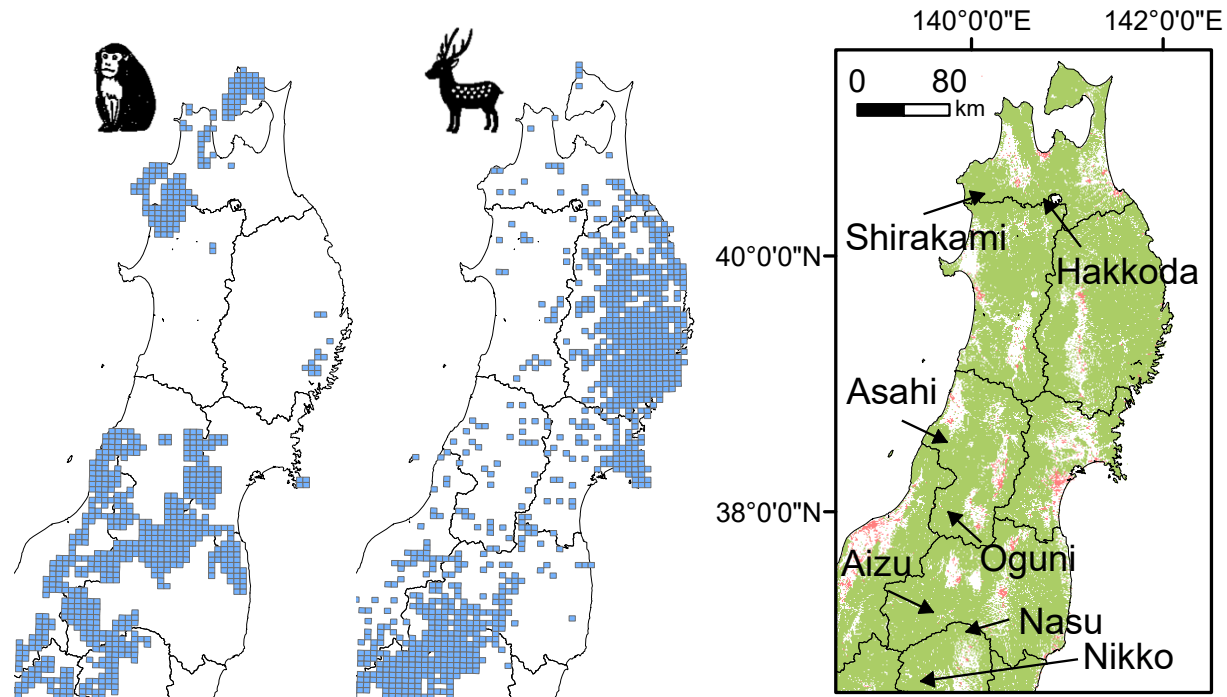 140°0'0"E
142°0'0"E
0
80
km
Shirakami
40°0'0"N
Hakkoda
Asahi
38°0'0"N
Oguni
Aizu
Nasu
Nikko